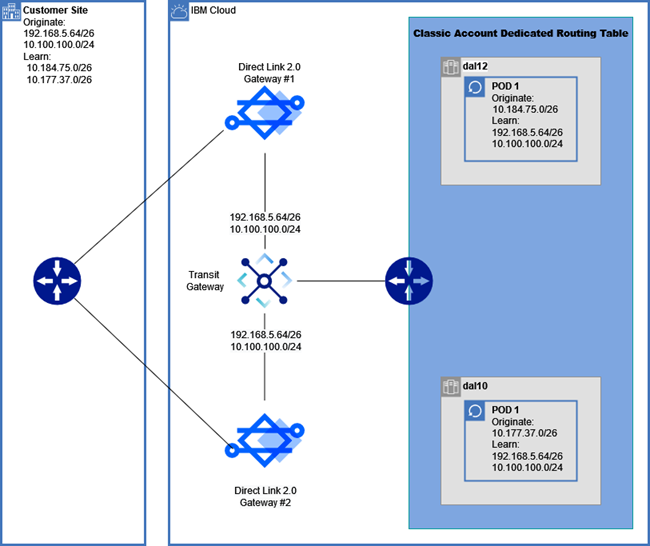 Customer Site
Originate:
192.168.5.64/26
10.100.100.0/24
Learn:
10.184.75.0/26
10.177.37.0/26
IBM Cloud
Direct Link 2.0
Gateway #1
192.168.5.64/26
10.100.100.0/24
Transit
Gateway
192.168.5.64/26
10.100.100.0/24
Direct Link 2.0
Gateway #2
Classic Account Dedicated Routing Table
dal12
POD 1
Originate:
10.184.75.0/26
Learn:
192.168.5.64/26
10.100.100.0/24
dal10
POD 1
Originate:
10.177.37.0/26
Learn:
192.168.5.64/26
10.100.100.0/24